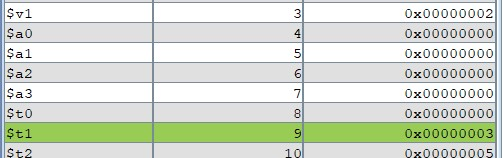 $v1 3 0x00000002
$a0 4 0x00000000
$a1 5 0x00000000
$a2 6 0x00000000
$a3 7 0x00000000
$t0 8 0x00000000
$t1 9 0x00000003
$t2 10 0x00000005